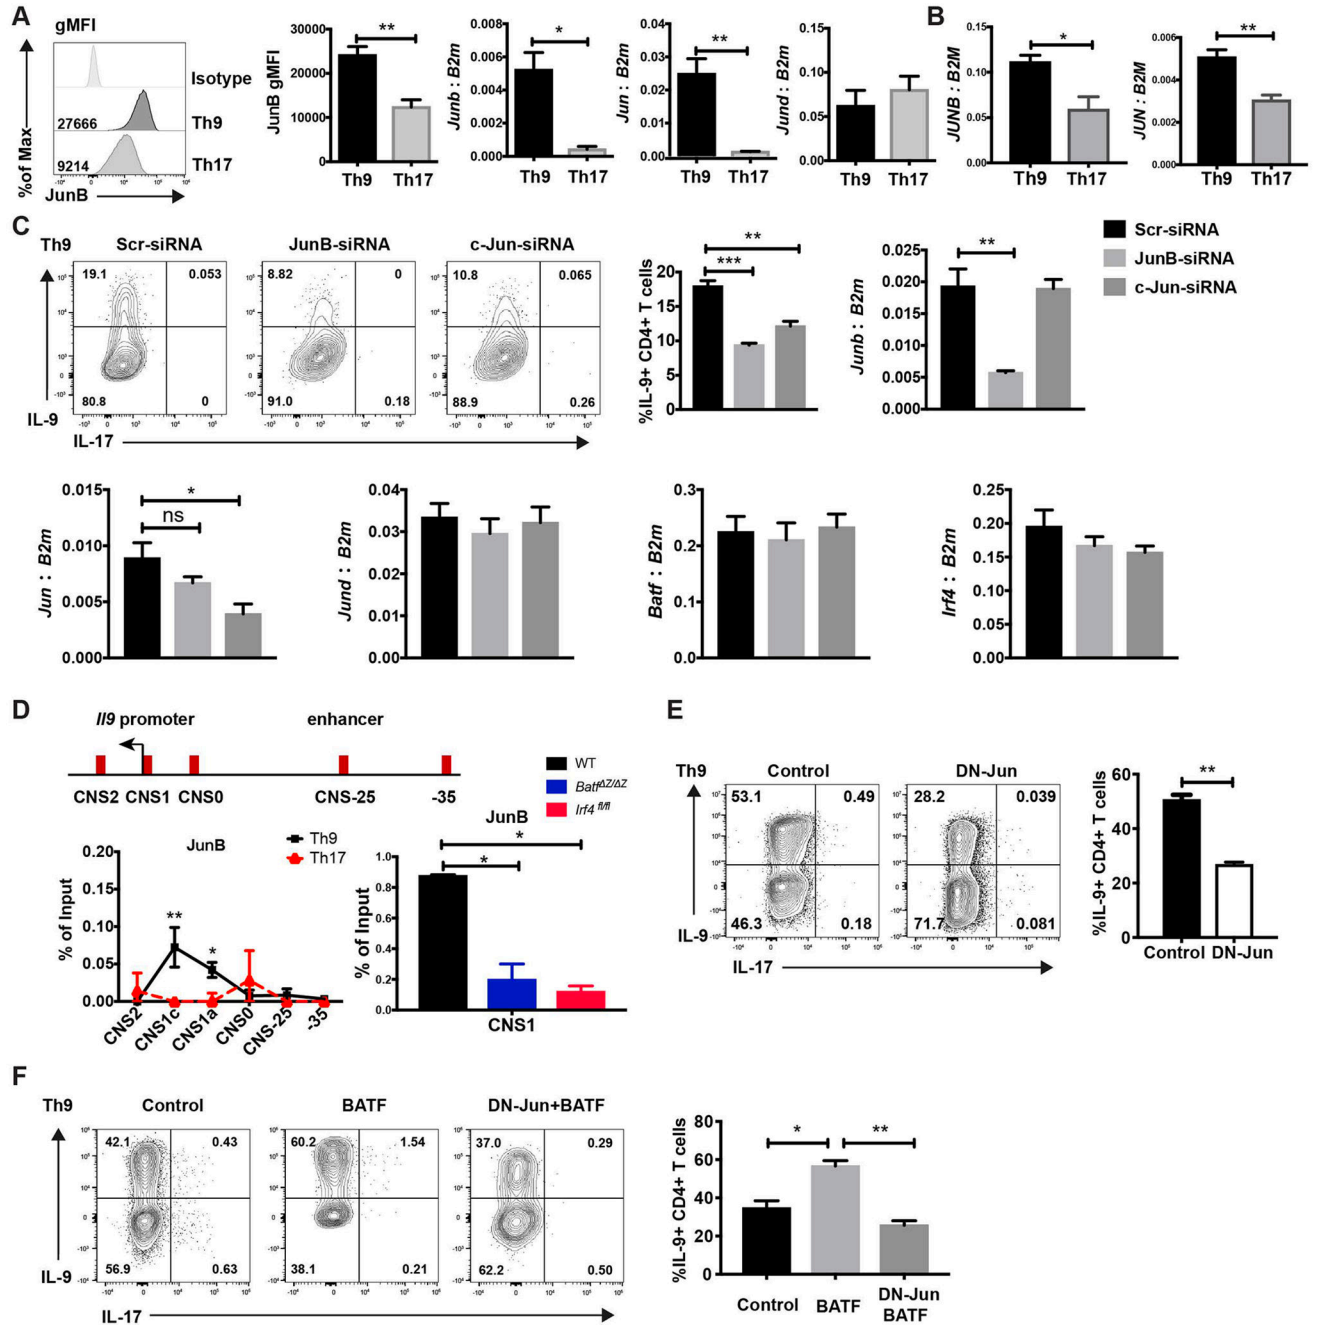 A
gMFI
Isotype
27666
Th9
9214
Th17
%of Max
JunB
JunB gMFI
30000
20000
10000
0
**
Th9 Th17
Junb : B2m
0.008
0.006
0.004
0.002
0.000
*
Th9 Th17
Jun : B2m
0.04
0.03
0.02
0.01
0.00
**
Th9 Th17
Jund : B2m
0.15
0.10
0.05
0.00
Th9 Th17
B
JUNB : B2M
0.15
0.10
0.05
0.00
*
Th9 Th17
JUN : B2M
0.006
0.004
0.002
0.000
**
Th9 Th17
C
Th9
Scr-siRNA
JunB-siRNA
c-Jun-siRNA
19.1 0.053
80.8 0
8.82 0
91.0 0.18
10.8 0.065
88.9 0.26
IL-9
IL-17
%IL-9+ CD4+ T cells
20
15
10
5
0
**
***
Junb : B2m
0.025
0.020
0.015
0.010
0.005
0.000
**
Scr-siRNA
JunB-siRNA
c-Jun-siRNA
Jun : B2m
0.015
0.010
0.005
0.000
*
ns
Jund : B2m
0.04
0.03
0.02
0.01
0.00
Batf : B2m
0.3
0.2
0.1
0.0
Irf4 : B2m
0.25
0.20
0.15
0.10
0.05
0.00
D
Il9 promoter
enhancer
CNS2 CNS1 CNS0 CNS-25 -35
WT
BatfΔZ/ΔZ
Irf4 fl/fl
JunB
Th9
Th17
% of Input
0.20
0.15
0.10
0.05
0.00
**
*
CNS2 CNS1c CNS1a CNS0 CNS-25 -35
JunB
% of Input
1.0
0.8
0.6
0.4
0.2
0.0
*
*
CNS1
E
Th9
Control
DN-Jun
53.1 0.49
46.3 0.18
28.2 0.039
71.7 0.081
IL-9
IL-17
%IL-9+ CD4+ T cells
60
40
20
0
**
Control DN-Jun
F
Th9
Control
BATF
DN-Jun+BATF
42.1 0.43
56.9 0.63
60.2 1.54
38.1 0.21
37.0 0.29
62.2 0.50
IL-9
IL-17
%IL-9+ CD4+ T cells
80
60
40
20
0
*
**
Control BATF DN-Jun
BATF